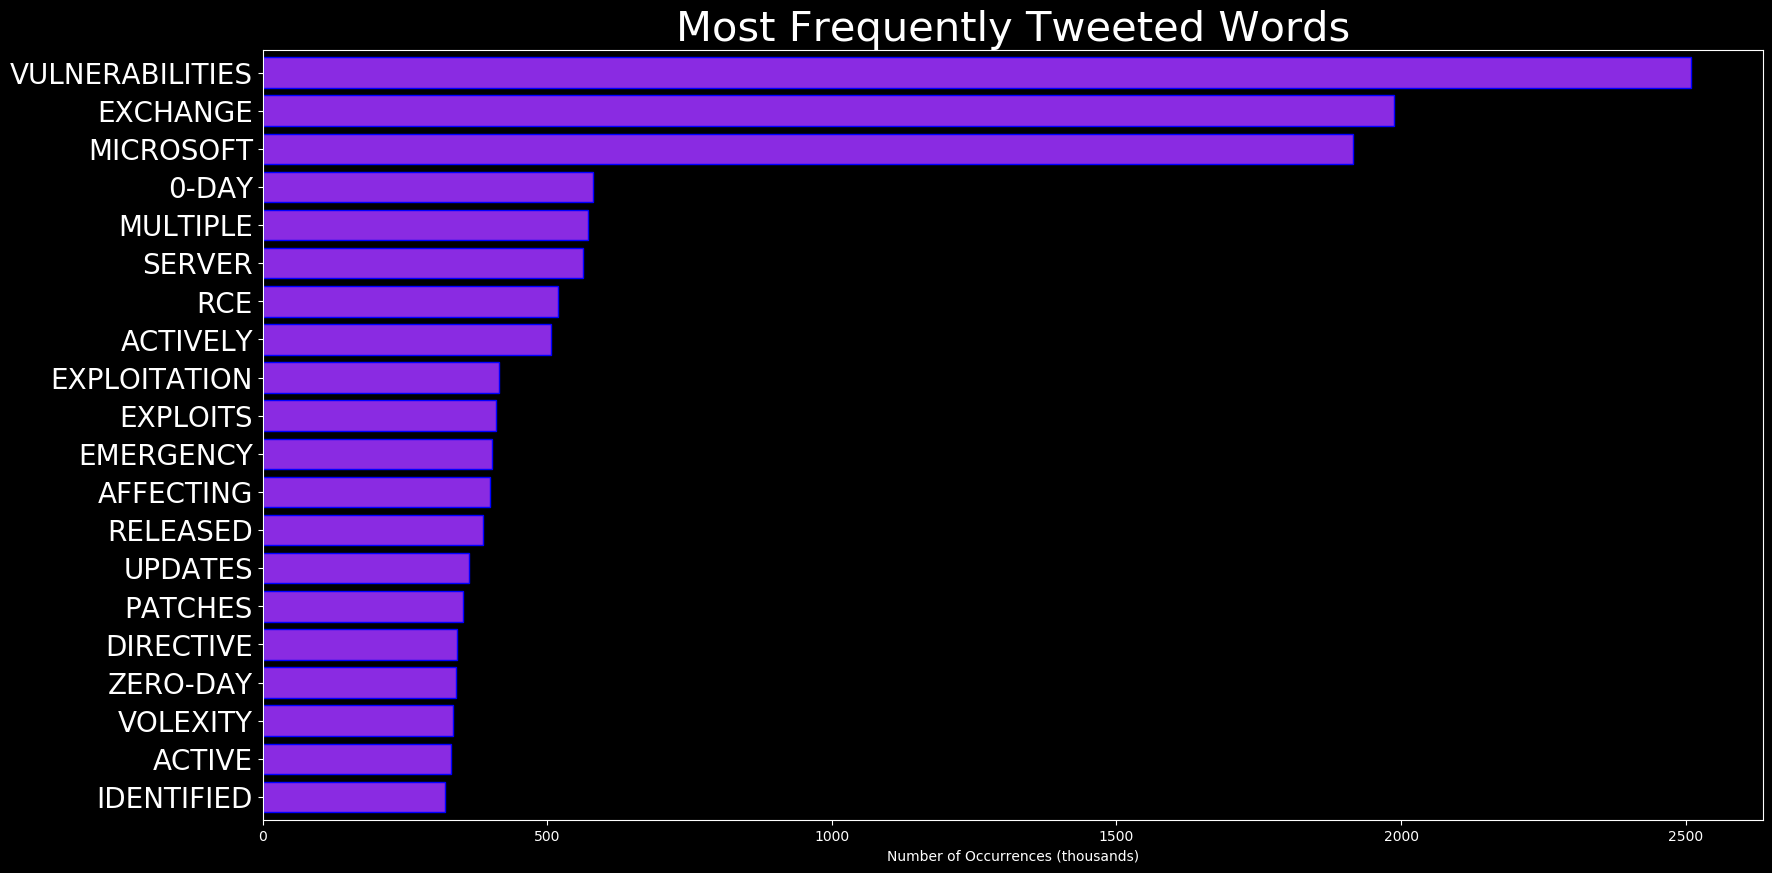 Most Frequently Tweeted Words
VULNERABILITIES
EXCHANGE
MICROSOFT
0-DAY
MULTIPLE
SERVER
RCE
ACTIVELY
EXPLOITATION
EXPLOITS
EMERGENCY
AFFECTING
RELEASED
UPDATES
PATCHES
DIRECTIVE
ZERO-DAY
VOLEXITY
ACTIVE
IDENTIFIED
0 500 1000 1500 2000 2500
Number of Occurrences (thousands)